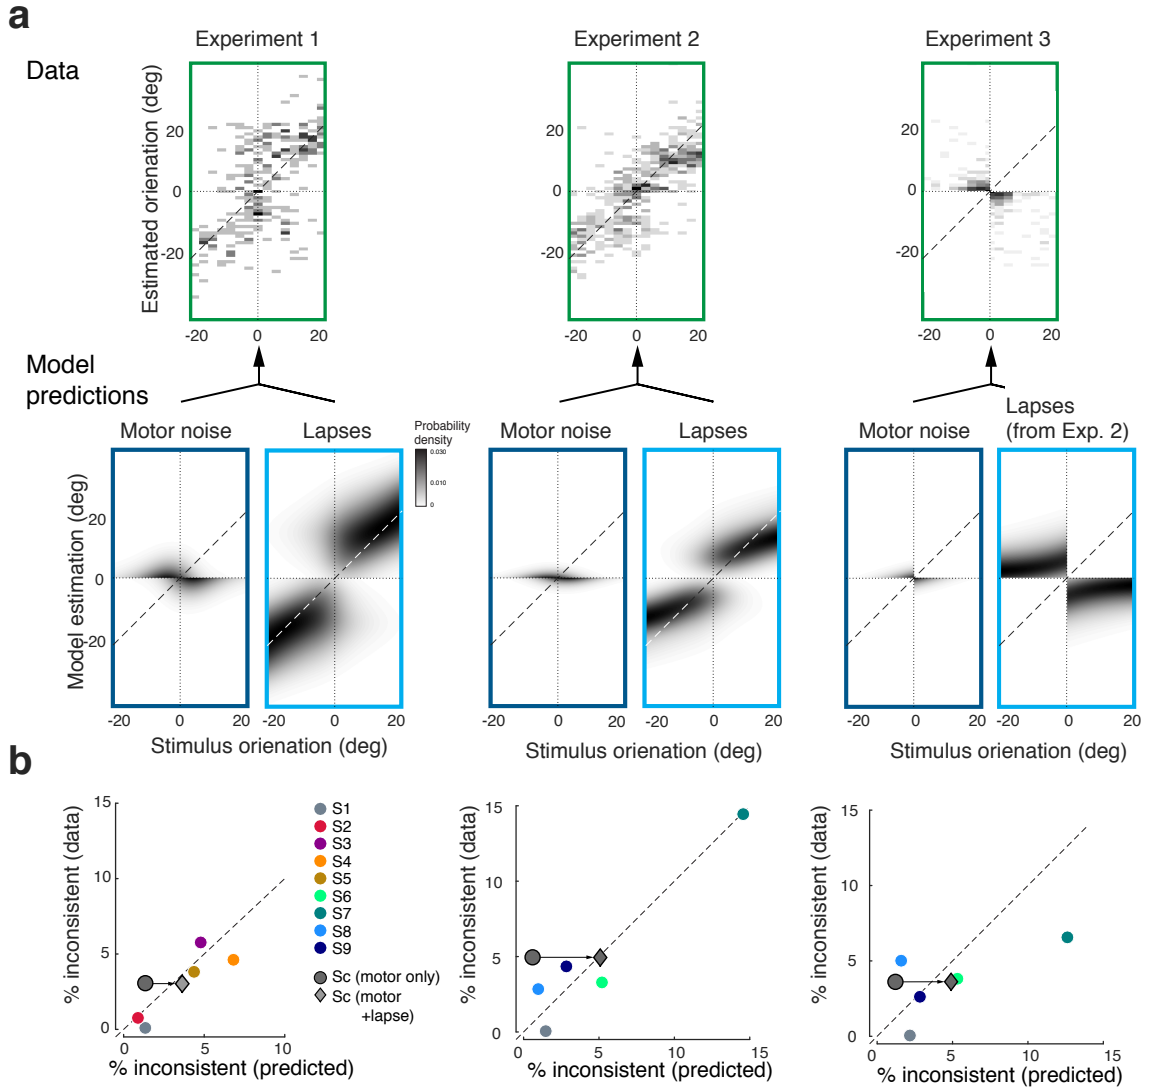 a
Experiment 1
Experiment 2
Experiment 3
Data
Estimated orienation (deg)
20
0
-20
-20 0 20
20
0
-20
-20 0 20
20
0
-20
-20 0 20
Model
predictions
Motor noise
Lapses
Probability
density
0.030
0.010
0
Motor noise
Lapses
Motor noise
Lapses
(from Exp. 2)
Model estimation (deg)
20
0
-20
-20 0 20
-20 0 20
-20 0 20
-20 0 20
-20 0 20
-20 0 20
Stimulus orienation (deg)
Stimulus orienation (deg)
Stimulus orienation (deg)
b
% inconsistent (data)
15
10
5
0
0 5 10
% inconsistent (predicted)
S1
S2
S3
S4
S5
S6
S7
S8
S9
Sc (motor only)
Sc (motor
+lapse)
% inconsistent (data)
15
10
5
0
0 5 10 15
% inconsistent (predicted)
% inconsistent (data)
15
10
5
0
0 5 10 15
% inconsistent (predicted)